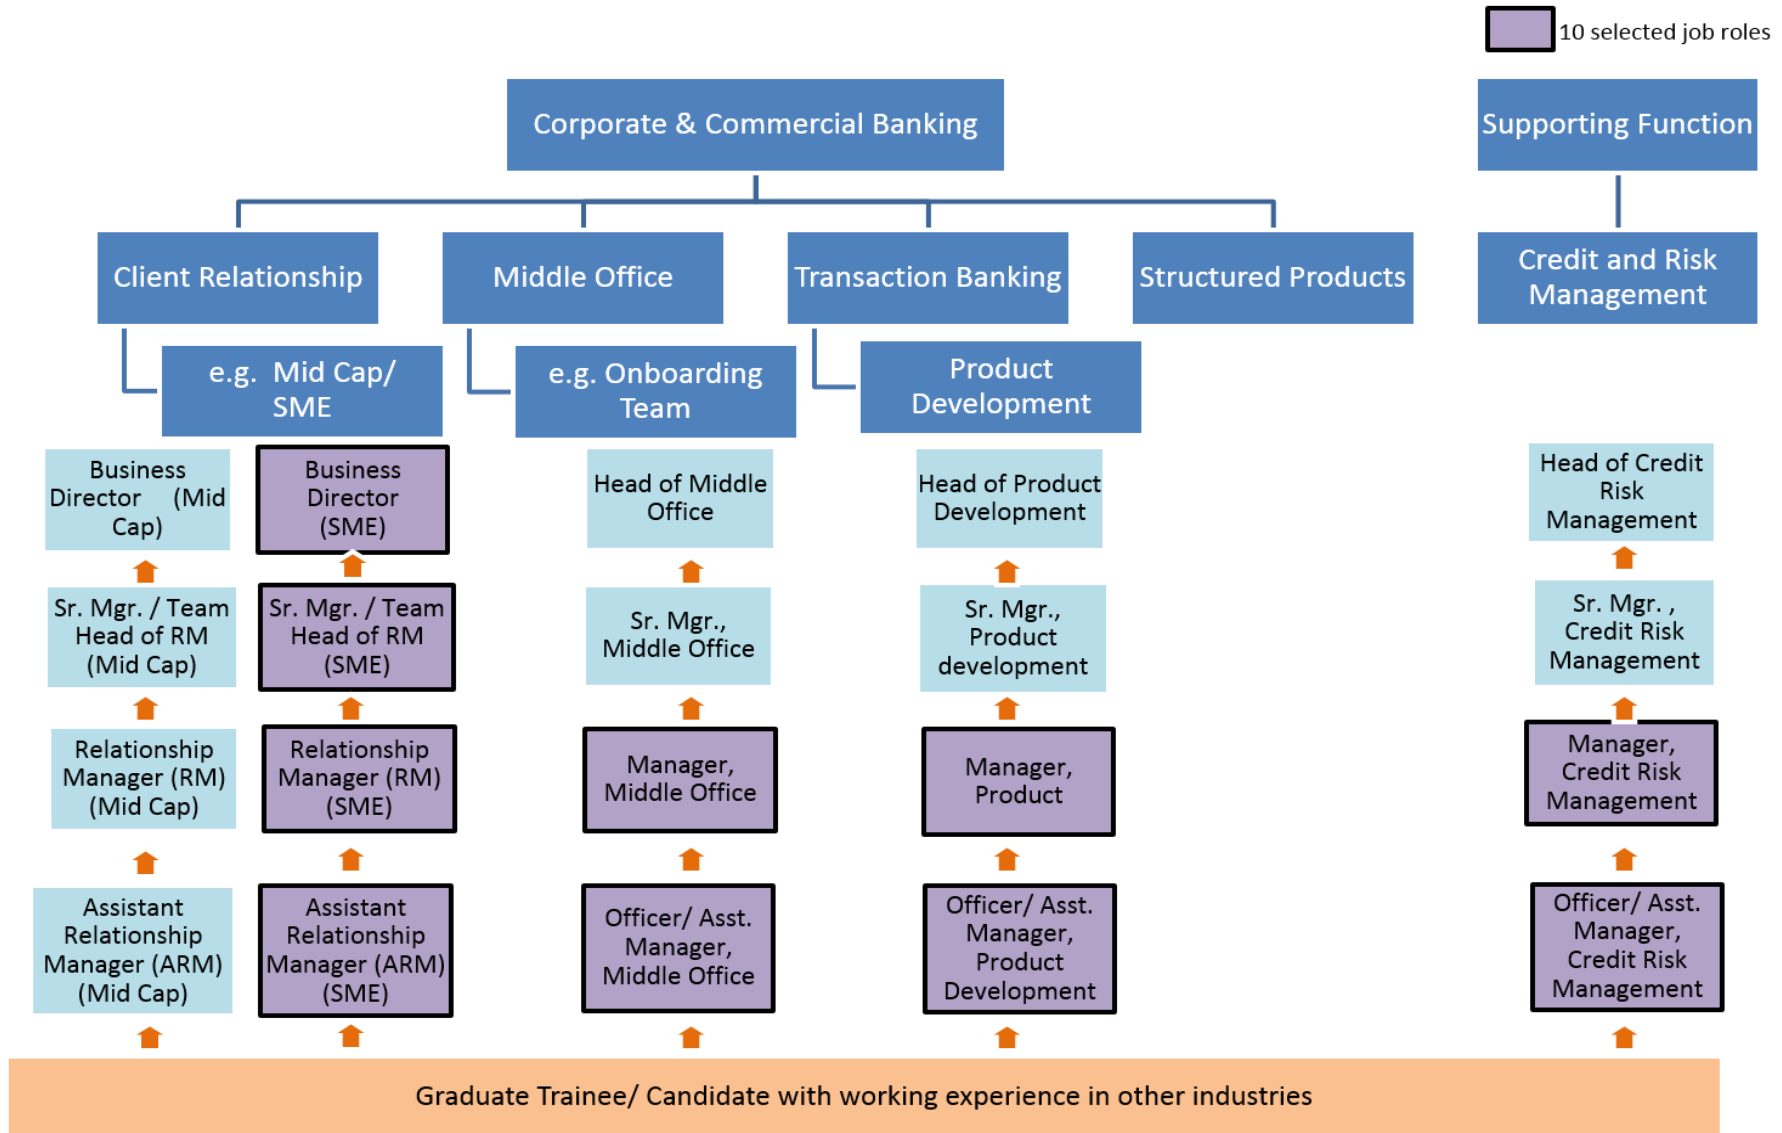 10 selected job roles
Corporate & Commercial Banking
Supporting Function
Client Relationship
Middle Office
Transaction Banking
Structured Products
Credit and Risk
Management
e.g.  Mid Cap/
SME
e.g. Onboarding
Team
Product
Development
Business
Director    (Mid
Cap)
Business
Director
(SME)
Head of Middle
Office
Head of Product
Development
Head of Credit
Risk
Management
Sr. Mgr. / Team
Head of RM
(Mid Cap)
Sr. Mgr. / Team
Head of RM
(SME)
Sr. Mgr.,
Middle Office
Sr. Mgr.,
Product
development
Sr. Mgr. ,
Credit Risk
Management
Relationship
Manager (RM)
(Mid Cap)
Relationship
Manager (RM)
(SME)
Manager,
Middle Office
Manager,
Product
Manager,
Credit Risk
Management
Assistant
Relationship
Manager (ARM)
(Mid Cap)
Assistant
Relationship
Manager (ARM)
(SME)
Officer/ Asst.
Manager,
Middle Office
Officer/ Asst.
Manager,
Product
Development
Officer/ Asst.
Manager,
Credit Risk
Management
Graduate Trainee/ Candidate with working experience in other industries